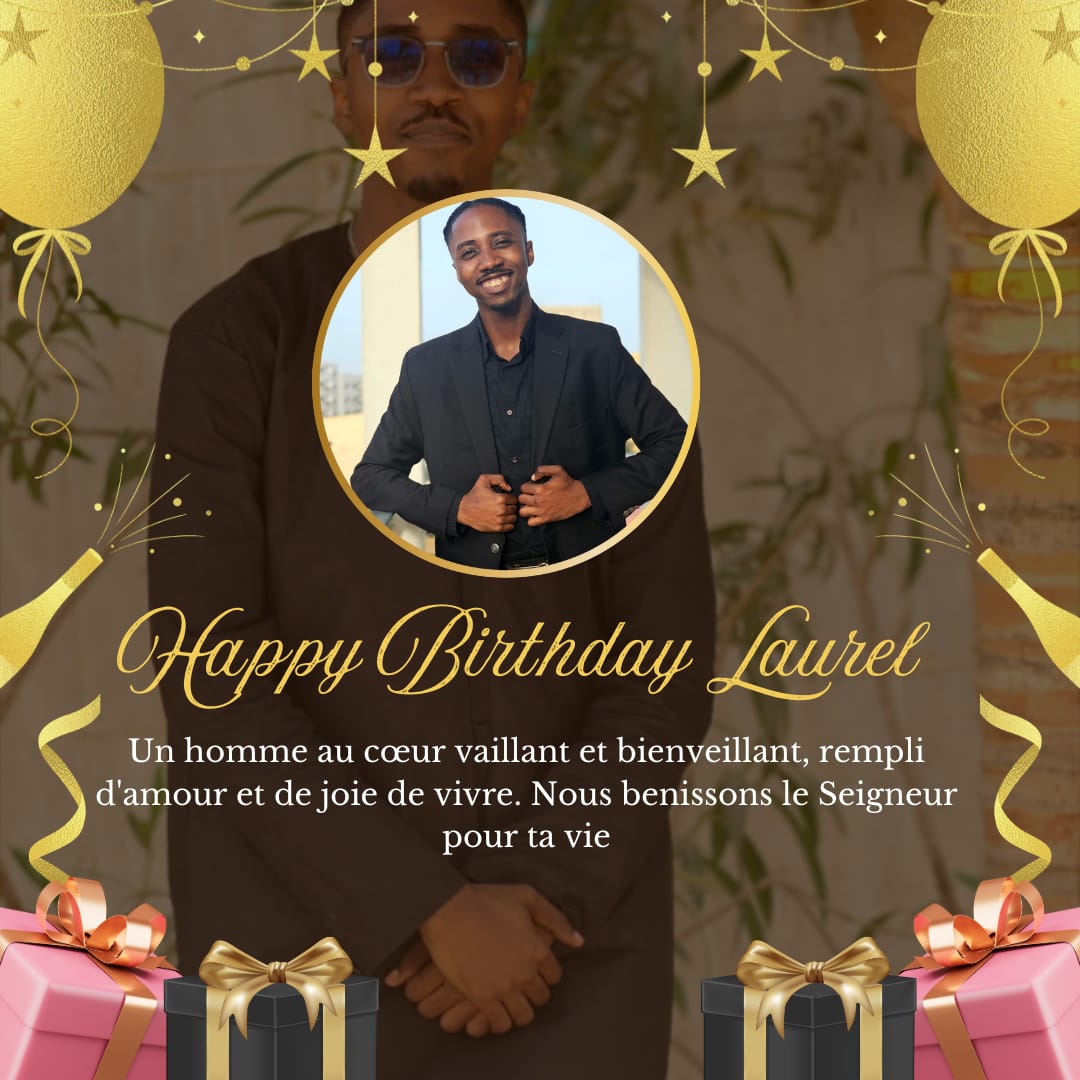 Happy Birthday Laurel
Un homme au cœur vaillant et bienveillant, rempli
d'amour et de joie de vivre. Nous benissons le Seigneur
pour ta vie